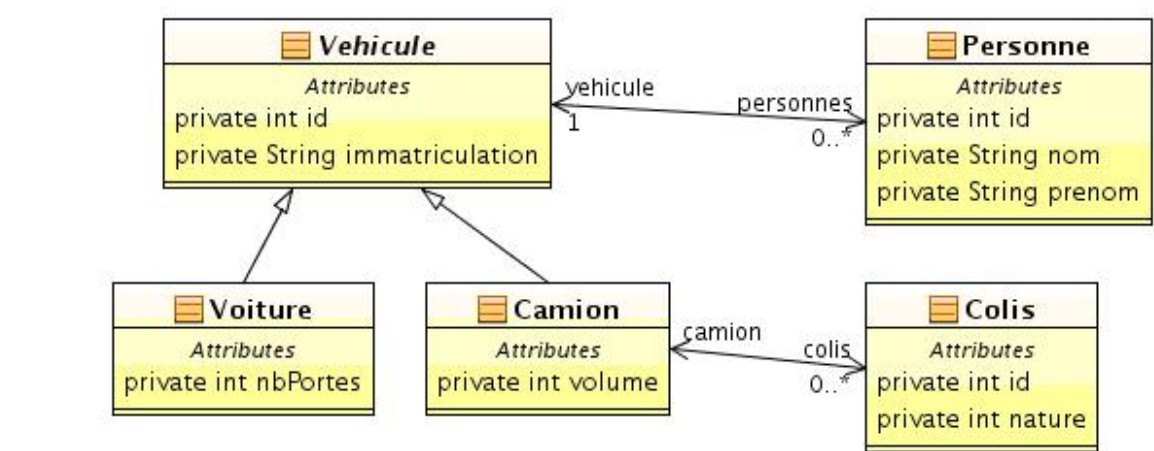 Vehicule
Attributes
private int id
private String immatriculation
vehicule
1
personnes
0..*
Personne
Attributes
private int id
private String nom
private String prenom
Voiture
Attributes
private int nbPortes
Camion
Attributes
private int volume
camion
colis
0..*
Colis
Attributes
private int id
private int nature